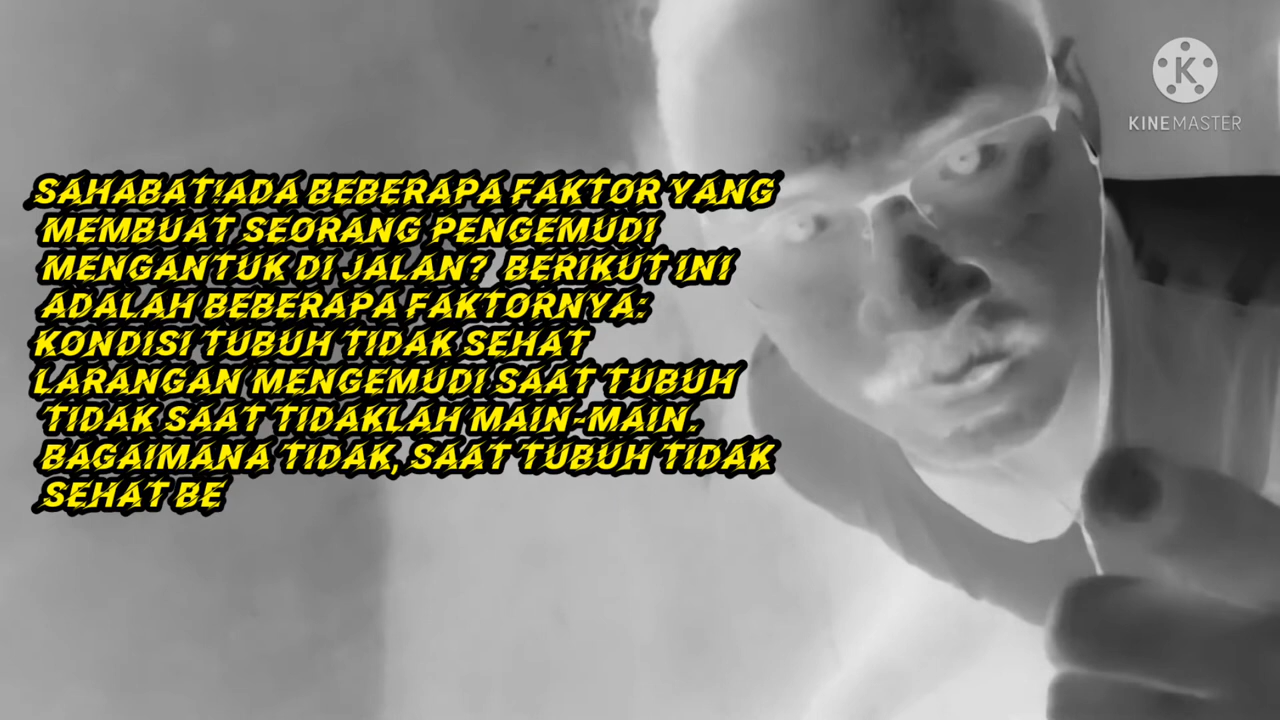 SAHABAT!ADA BEBERAPA FAKTOR YANG
MEMBUAT SEORANG PENGEMUDI
MENGANTUK DI JALAN? BERIKUT INI
ADALAH BEBERAPA FAKTORNYA:
KONDISI TUBUH TIDAK SEHAT
LARANGAN MENGEMUDI SAAT TUBUH
TIDAK SAAT TIDAKLAH MAIN-MAIN.
BAGAIMANA TIDAK, SAAT TUBUH TIDAK
SEHAT BE
K
KINEMASTER